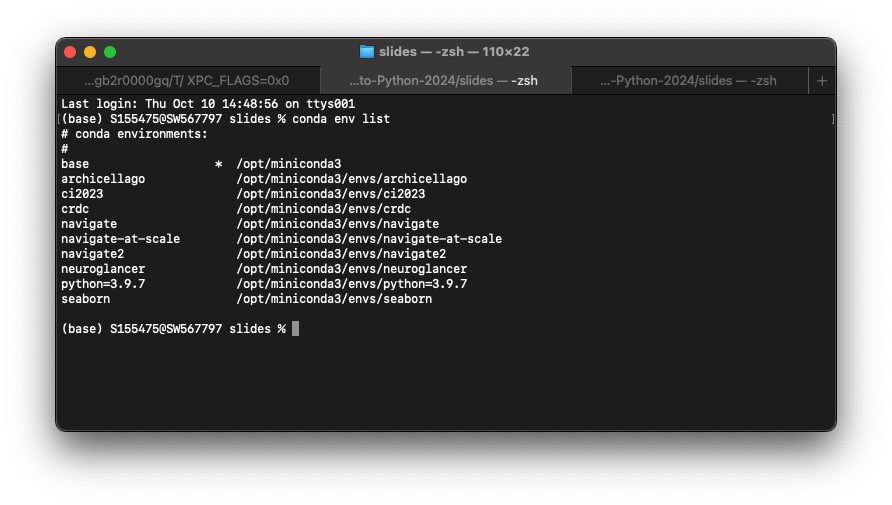 slides — -zsh — 110×22
...gb2r0000gq/T/ XPC_FLAGS=0x0 ...to-Python-2024/slides — -zsh ...-Python-2024/slides — -zsh +
Last login: Thu Oct 10 14:48:56 on ttys001
[(base) S155475@SW567797 slides % conda env list ]
# conda environments:
#
base * /opt/miniconda3
archicellago /opt/miniconda3/envs/archicellago
ci2023 /opt/miniconda3/envs/ci2023
crdc /opt/miniconda3/envs/crdc
navigate /opt/miniconda3/envs/navigate
navigate-at-scale /opt/miniconda3/envs/navigate-at-scale
navigate2 /opt/miniconda3/envs/navigate2
neuroglancer /opt/miniconda3/envs/neuroglancer
python=3.9.7 /opt/miniconda3/envs/python=3.9.7
seaborn /opt/miniconda3/envs/seaborn
(base) S155475@SW567797 slides %